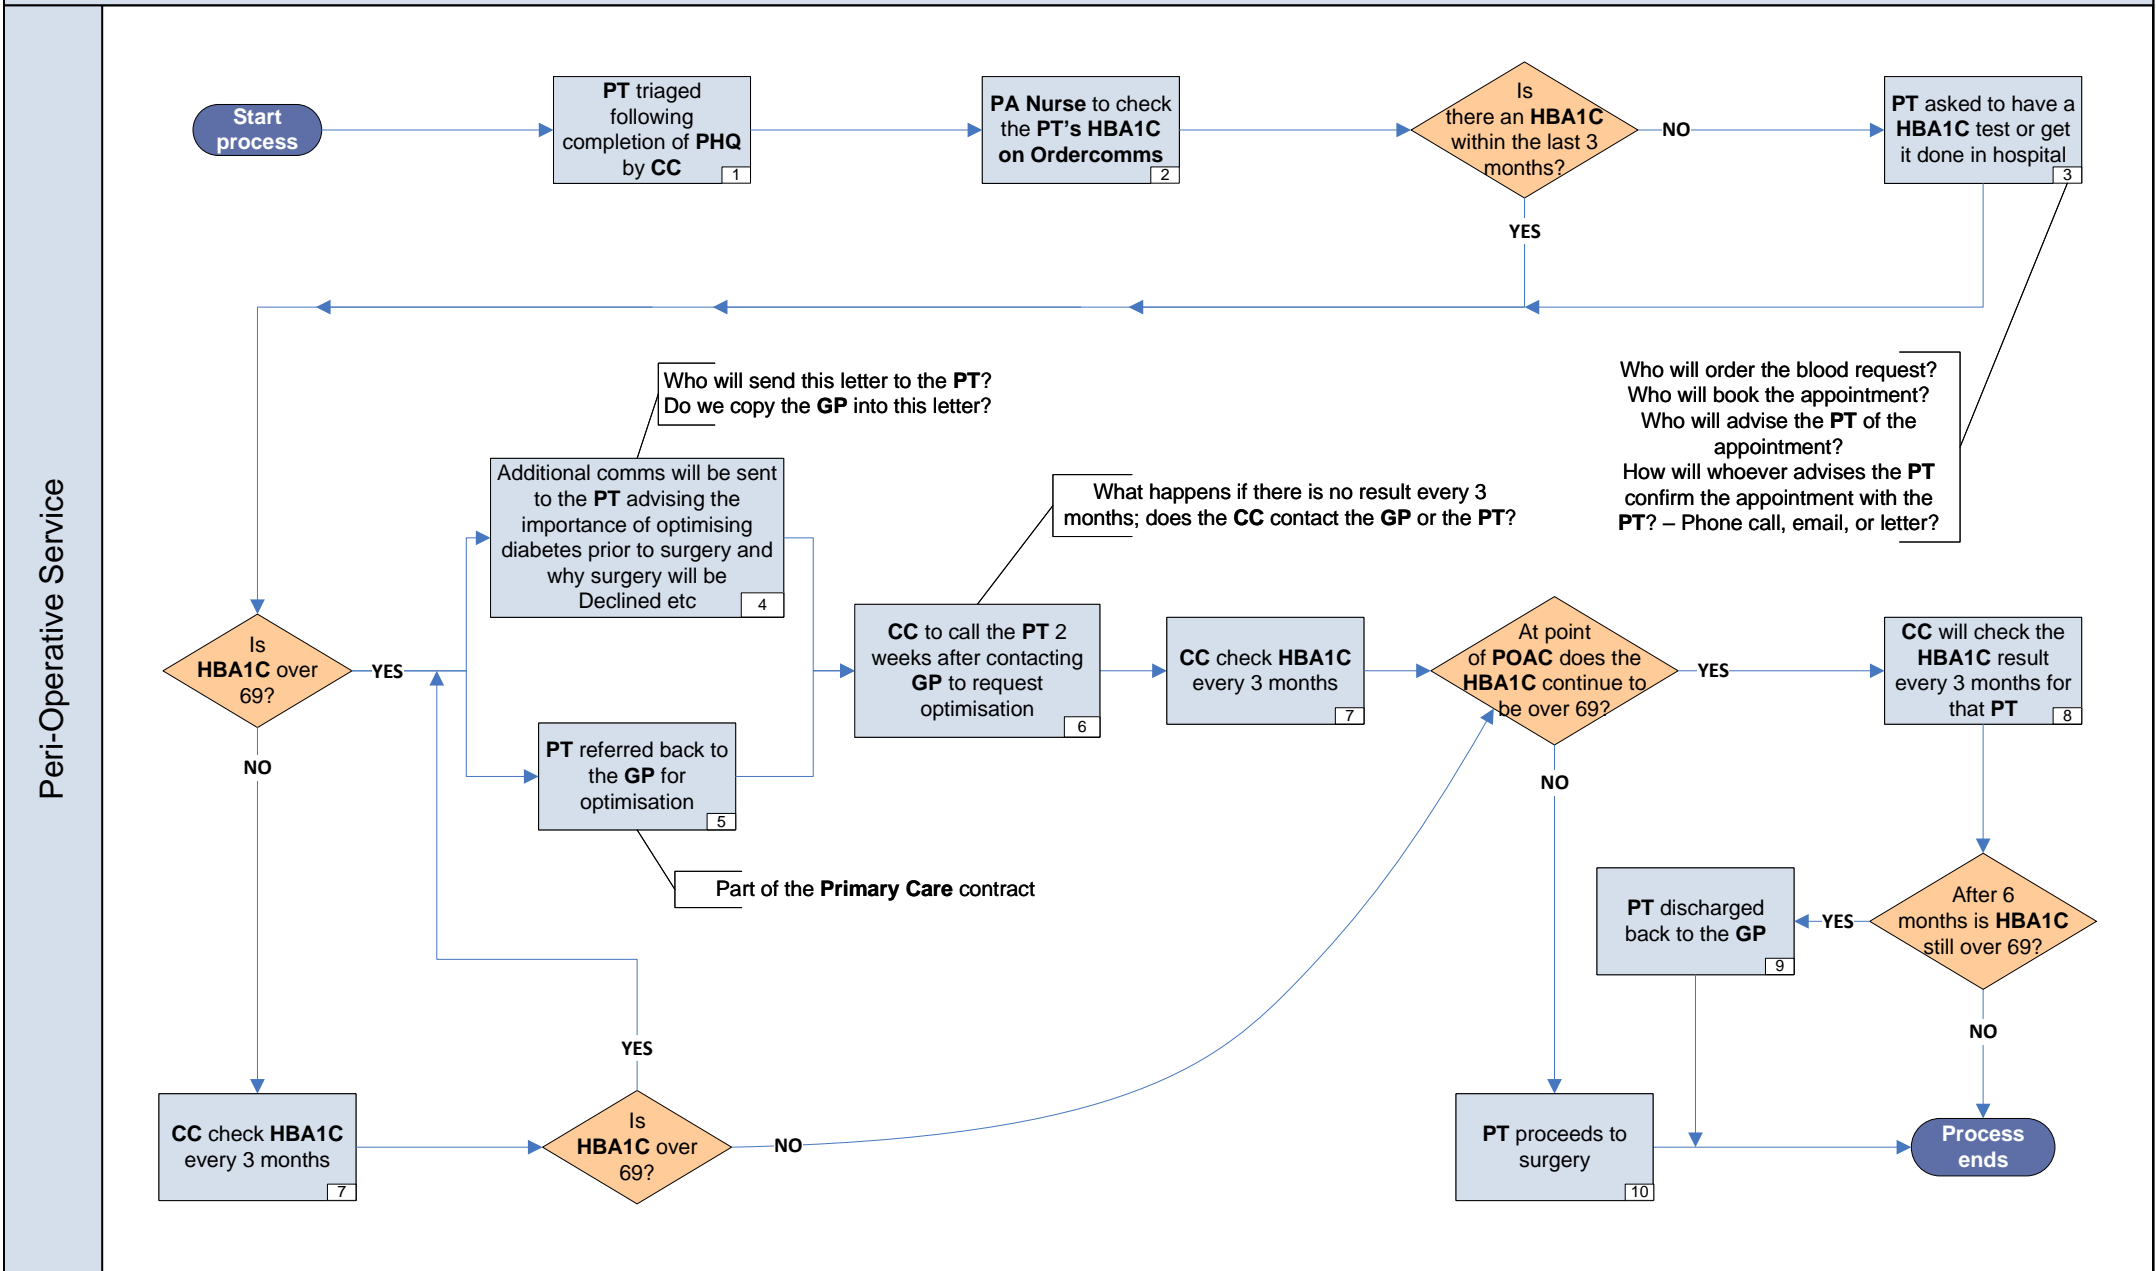 Peri-Operative Service
Start
process
PT triaged
following
completion of PHQ
by CC
1
PA Nurse to check
the PT's HBA1C
on Ordercomms
2
Is
there an HBA1C
within the last 3
months?
NO
PT asked to have a
HBA1C test or get
it done in hospital
3
YES
Who will send this letter to the PT?
Do we copy the GP into this letter?
Who will order the blood request?
Who will book the appointment?
Who will advise the PT of the
appointment?
How will whoever advises the PT
confirm the appointment with the
PT? – Phone call, email, or letter?
Additional comms will be sent
to the PT advising the
importance of optimising
diabetes prior to surgery and
why surgery will be
Declined etc
4
What happens if there is no result every 3
months; does the CC contact the GP or the PT?
Is
HBA1C over
69?
YES
NO
PT referred back to
the GP for
optimisation
5
Part of the Primary Care contract
CC to call the PT 2
weeks after contacting
GP to request
optimisation
6
CC check HBA1C
every 3 months
7
At point
of POAC does the
HBA1C continue to
be over 69?
YES
NO
CC will check the
HBA1C result
every 3 months for
that PT
8
After 6
months is HBA1C
still over 69?
YES
NO
PT discharged
back to the GP
9
CC check HBA1C
every 3 months
7
Is
HBA1C over
69?
YES
NO
PT proceeds to
surgery
10
Process
ends